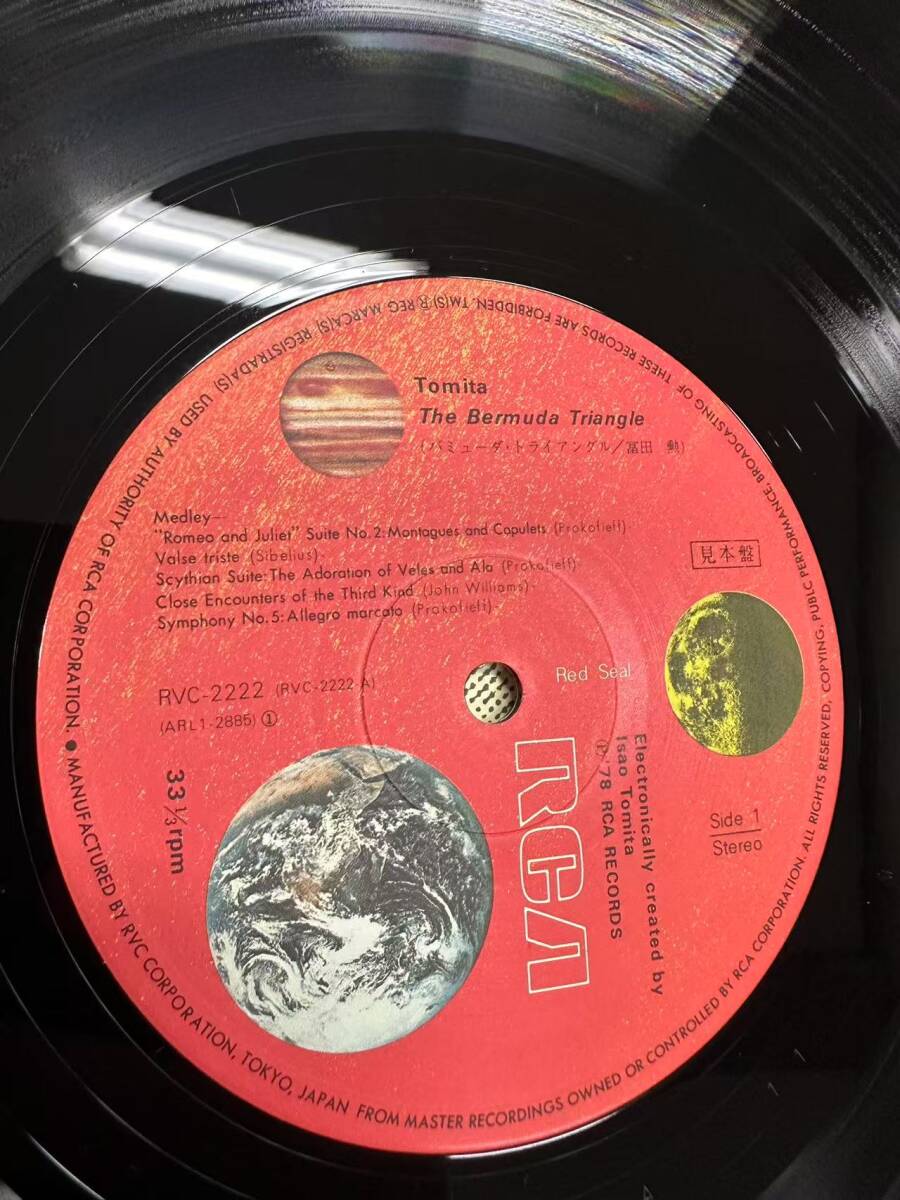 Tomita
The Bermuda Triangle
(バミューダ・トライアングル/冨田 勲)
Medley—
"Romeo and Juliet" Suite No.2:Montagues and Capulets (Prokofieff)-
Valse triste (Sibelius)-
Scythian Suite:The Adoration of Veles and Ala (Prokofieff)-
Close Encounters of the Third Kind (John Williams)-
Symphony No.5:Allegro marcato (Prokofieff)-
見本盤
RVC-2222 (RVC-2222-A)
(ARL1-2885) ①
33 1/3 rpm
Red Seal
RCA
Electronically created by
Isao Tomita
Ⓟ '78 RCA RECORDS
Side 1
Stereo
TM(S) ® REG. MARCA(S) REGISTRADA(S) USED BY AUTHORITY OF RCA CORPORATION. ● MANUFACTURED BY RVC CORPORATION, TOKYO, JAPAN FROM MASTER RECORDINGS OWNED OR CONTROLLED BY RCA CORPORATION. ALL RIGHTS RESERVED, COPYING, PUBLIC PERFORMANCE, BROADCASTING OF THESE RECORDS ARE FORBIDDEN.